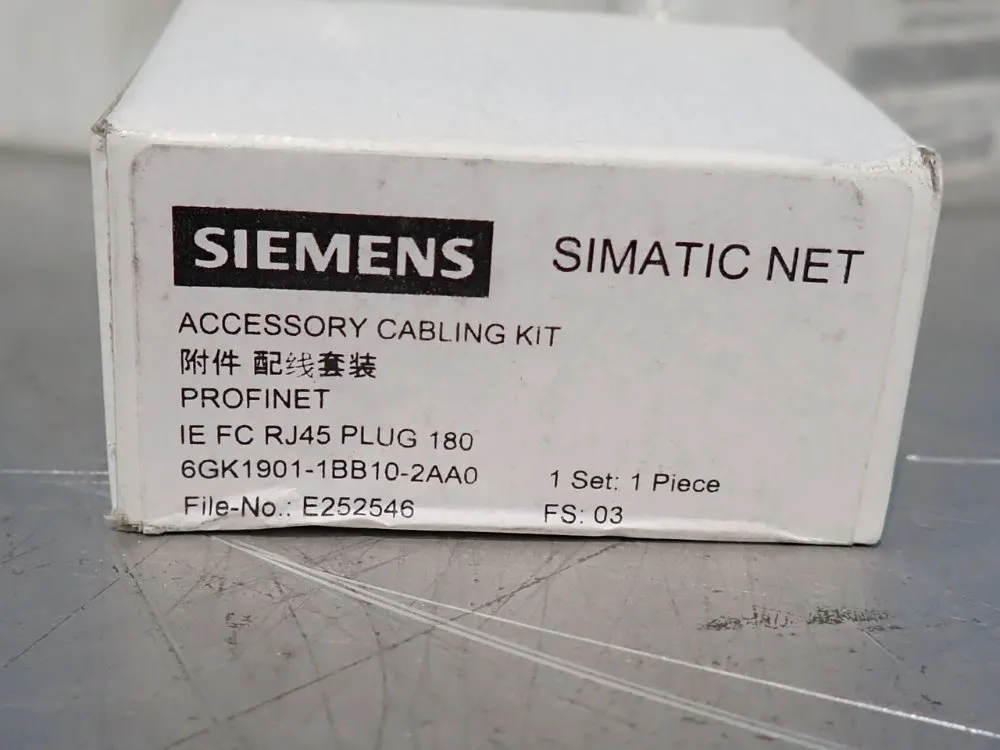 SIEMENS
SIMATIC NET
ACCESSORY CABLING KIT
附件 配线套装
PROFINET
IE FC RJ45 PLUG 180
6GK1901-1BB10-2AA0
1 Set: 1 Piece
File-No.: E252546
FS: 03